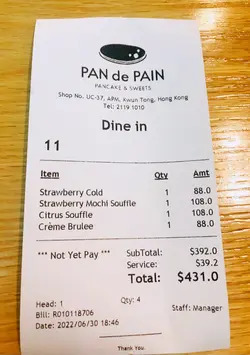 PAN de PAIN
PANCAKE & SWEETS
Shop No. UC-37, APM, Kwun Tong, Hong Kong
Tel: 2119 1010
Dine in
11
Item Qty Amt
Strawberry Cold 1 88.0
Strawberry Mochi Souffle 1 108.0
Citrus Souffle 1 108.0
Crème Brulee 1 88.0
*** Not Yet Pay *** SubTotal: $392.0
Service: $39.2
Total: $431.0
Head: 1 Qty: 4
Bill: R010118706 Staff: Manager
Date: 2022/06/30 18:46
Thank You.